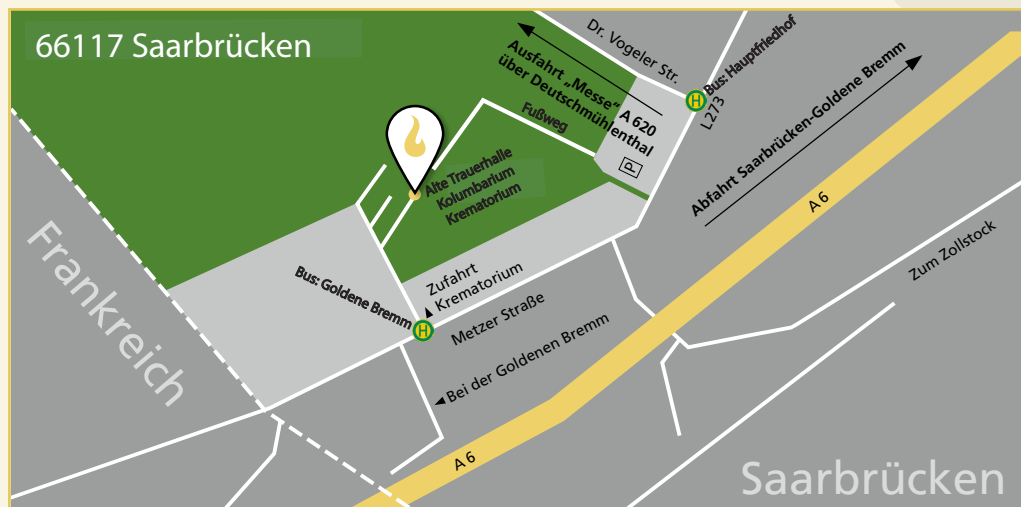 66117 Saarbrücken
Dr. Vogeler Str.
Bus: Hauptfriedhof
H
L273
Ausfahrt „Messe“ A 620
über Deutschmühlenthal
P
Fußweg
Abfahrt Saarbrücken-Goldene Bremm
A 6
Alte Trauerhalle
Kolumbarium
Krematorium
Frankreich
Bus: Goldene Bremm
H
Zufahrt
Krematorium
Metzer Straße
Bei der Goldenen Bremm
Zum Zollstock
A 6
Saarbrücken